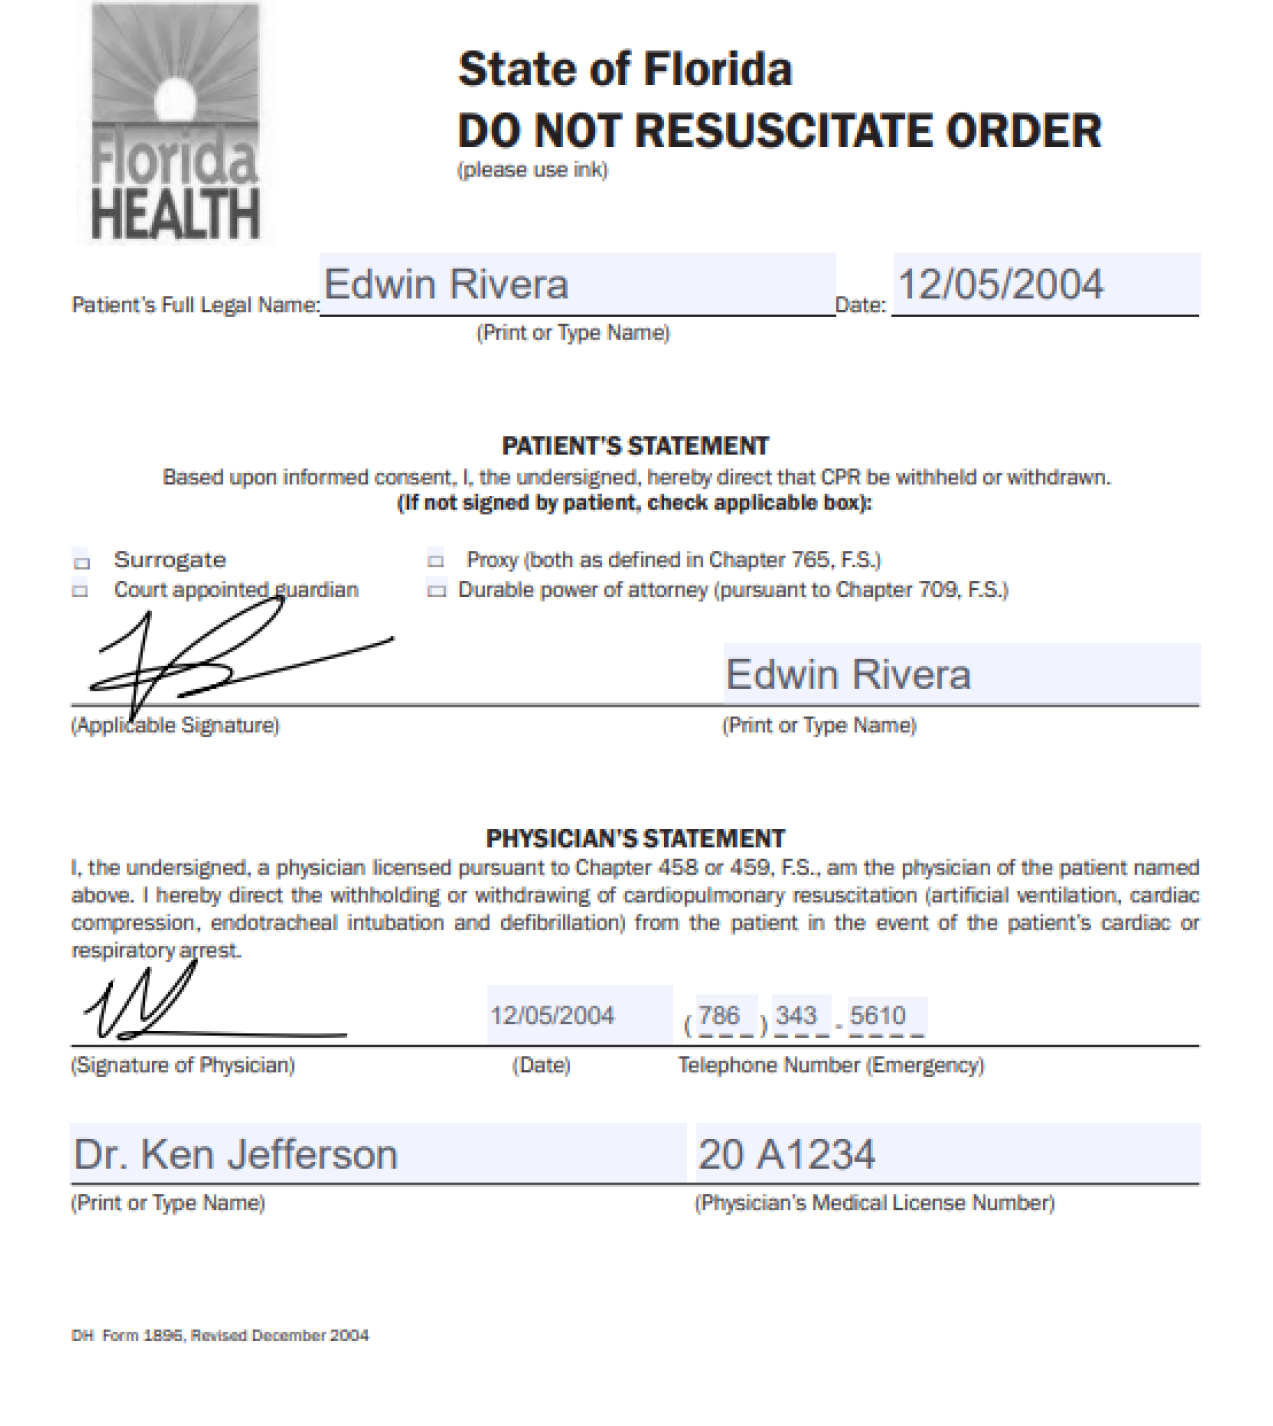 Florida
HEALTH
State of Florida
DO NOT RESUSCITATE ORDER
(please use ink)
Patient's Full Legal Name: Edwin Rivera Date: 12/05/2004
(Print or Type Name)
PATIENT'S STATEMENT
Based upon informed consent, I, the undersigned, hereby direct that CPR be withheld or withdrawn.
(If not signed by patient, check applicable box):
Surrogate Proxy (both as defined in Chapter 765, F.S.)
Court appointed guardian Durable power of attorney (pursuant to Chapter 709, F.S.)
Edwin Rivera
(Applicable Signature) (Print or Type Name)
PHYSICIAN'S STATEMENT
I, the undersigned, a physician licensed pursuant to Chapter 458 or 459, F.S., am the physician of the patient named
above. I hereby direct the withholding or withdrawing of cardiopulmonary resuscitation (artificial ventilation, cardiac
compression, endotracheal intubation and defibrillation) from the patient in the event of the patient's cardiac or
respiratory arrest.
12/05/2004 (786) 343 - 5610
(Signature of Physician) (Date) Telephone Number (Emergency)
Dr. Ken Jefferson 20 A1234
(Print or Type Name) (Physician's Medical License Number)
DH Form 1896, Revised December 2004